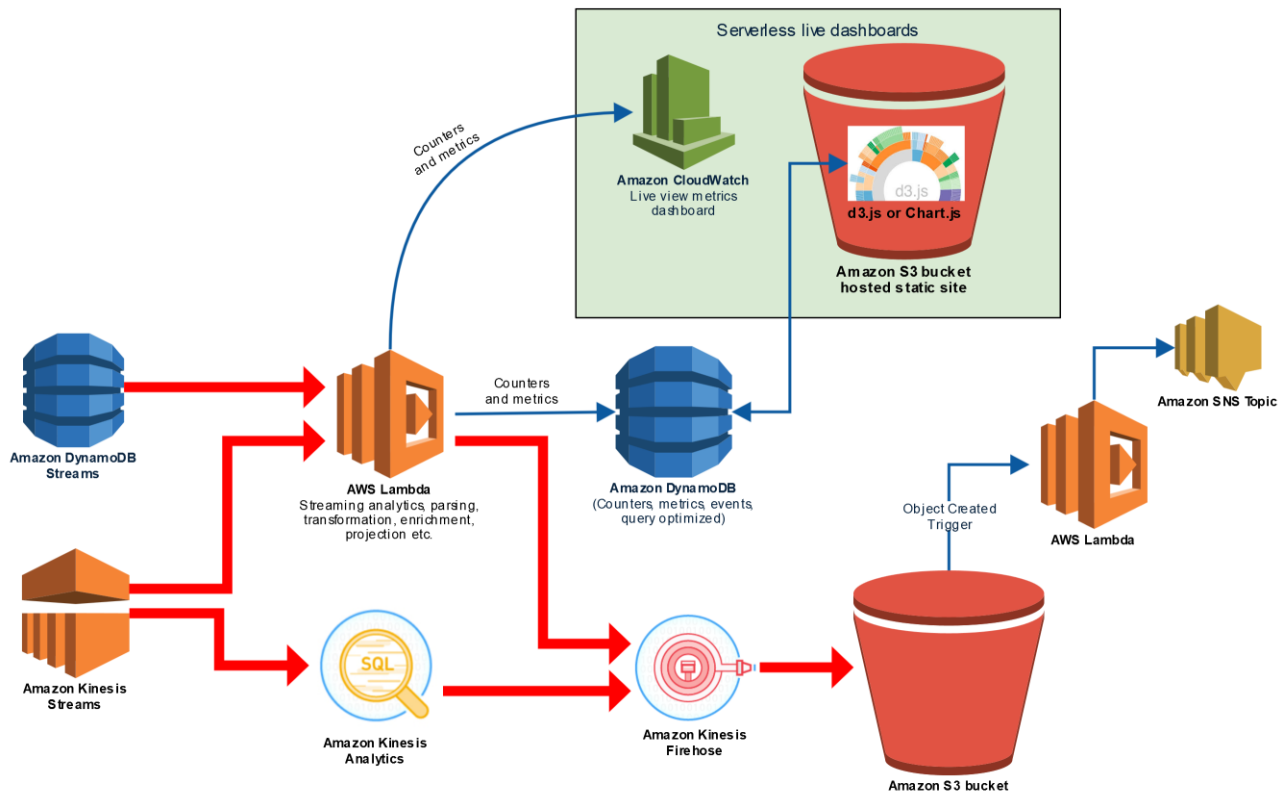 Serverless live dashboards
Counters
and metrics
Amazon CloudWatch
Live view metrics
dashboard
d3.js
d3.js or Chart.js
Amazon S3 bucket
hosted static site
Amazon DynamoDB
Streams
Counters
and metrics
AWS Lambda
Streaming analytics, parsing,
transformation, enrichment,
projection etc.
Amazon DynamoDB
(Counters, metrics, events,
query optimized)
Amazon SNS Topic
Object Created
Trigger
AWS Lambda
Amazon Kinesis
Streams
SQL
Amazon Kinesis
Analytics
Amazon Kinesis
Firehose
Amazon S3 bucket